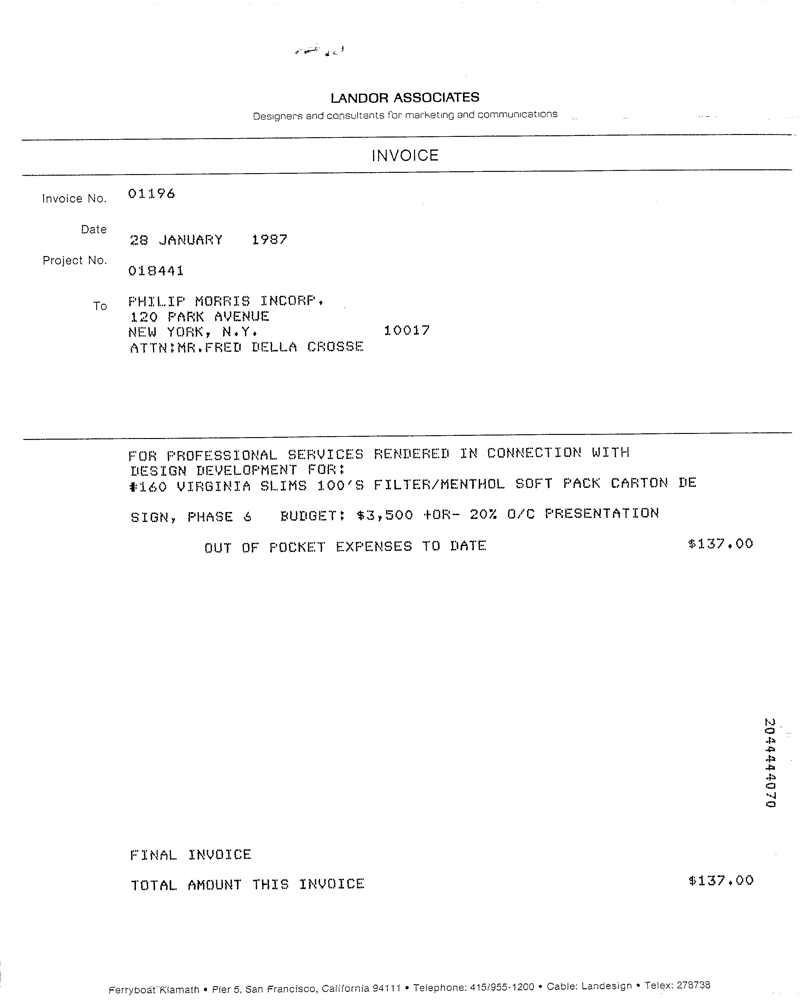 LANDOR ASSOCIATES
Designers and consultants for marketing and communications
INVOICE
Invoice No. 01196
Date 28 JANUARY 1987
Project No. 018441
To PHILIP MORRIS INCORP.
120 PARK AVENUE
NEW YORK, N.Y. 10017
ATTN:MR.FRED DELLA CROSSE
FOR PROFESSIONAL SERVICES RENDERED IN CONNECTION WITH
DESIGN DEVELOPMENT FOR:
#160 VIRGINIA SLIMS 100'S FILTER/MENTHOL SOFT PACK CARTON DE
SIGN, PHASE 6 BUDGET: $3,500 +OR- 20% O/C PRESENTATION
OUT OF POCKET EXPENSES TO DATE $137.00
2044444070
FINAL INVOICE
TOTAL AMOUNT THIS INVOICE $137.00
Ferryboat Klamath • Pier 5, San Francisco, California 94111 • Telephone: 415/955-1200 • Cable: Landesign • Telex: 278738